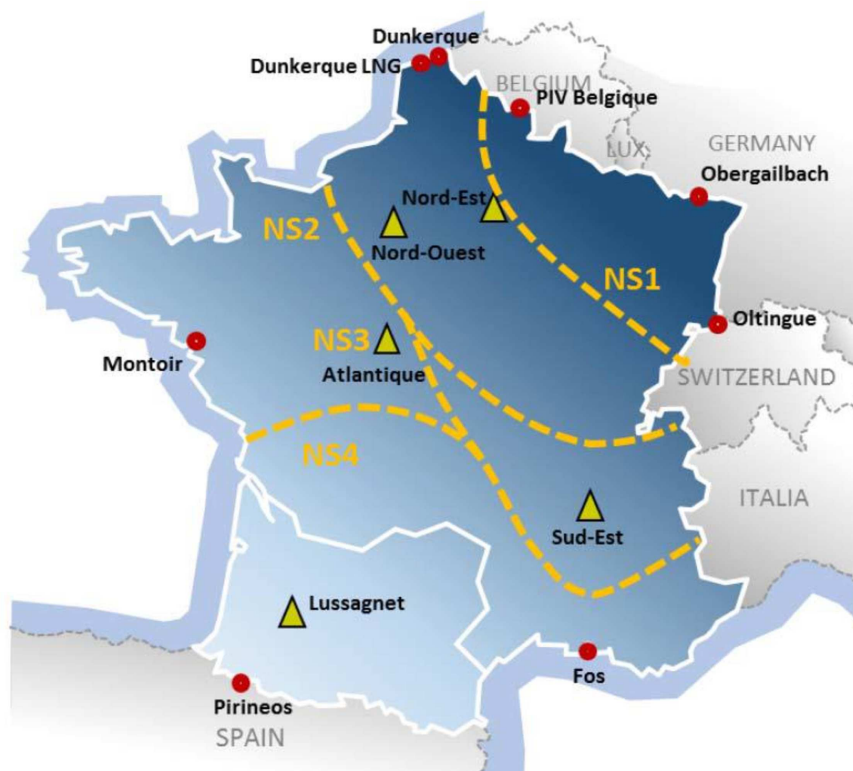 Dunkerque
Dunkerque LNG
BELGIUM
PIV Belgique
LUX
GERMANY
Obergailbach
Nord-Est
NS2
Nord-Ouest
NS1
Oltingue
NS3
Montoir
Atlantique
SWITZERLAND
NS4
ITALIA
Sud-Est
Lussagnet
Fos
Pirineos
SPAIN